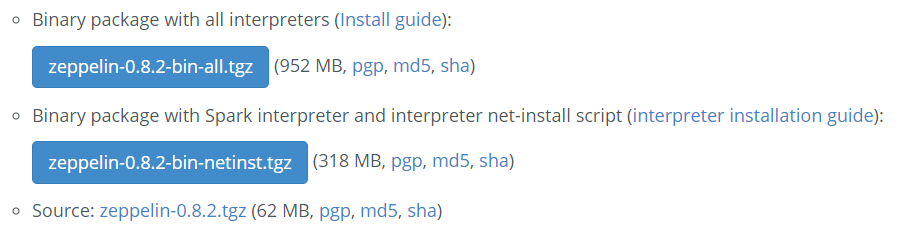 Binary package with all interpreters (Install guide):
zeppelin-0.8.2-bin-all.tgz (952 MB, pgp, md5, sha)
Binary package with Spark interpreter and interpreter net-install script (interpreter installation guide):
zeppelin-0.8.2-bin-netinst.tgz (318 MB, pgp, md5, sha)
Source: zeppelin-0.8.2.tgz (62 MB, pgp, md5, sha)